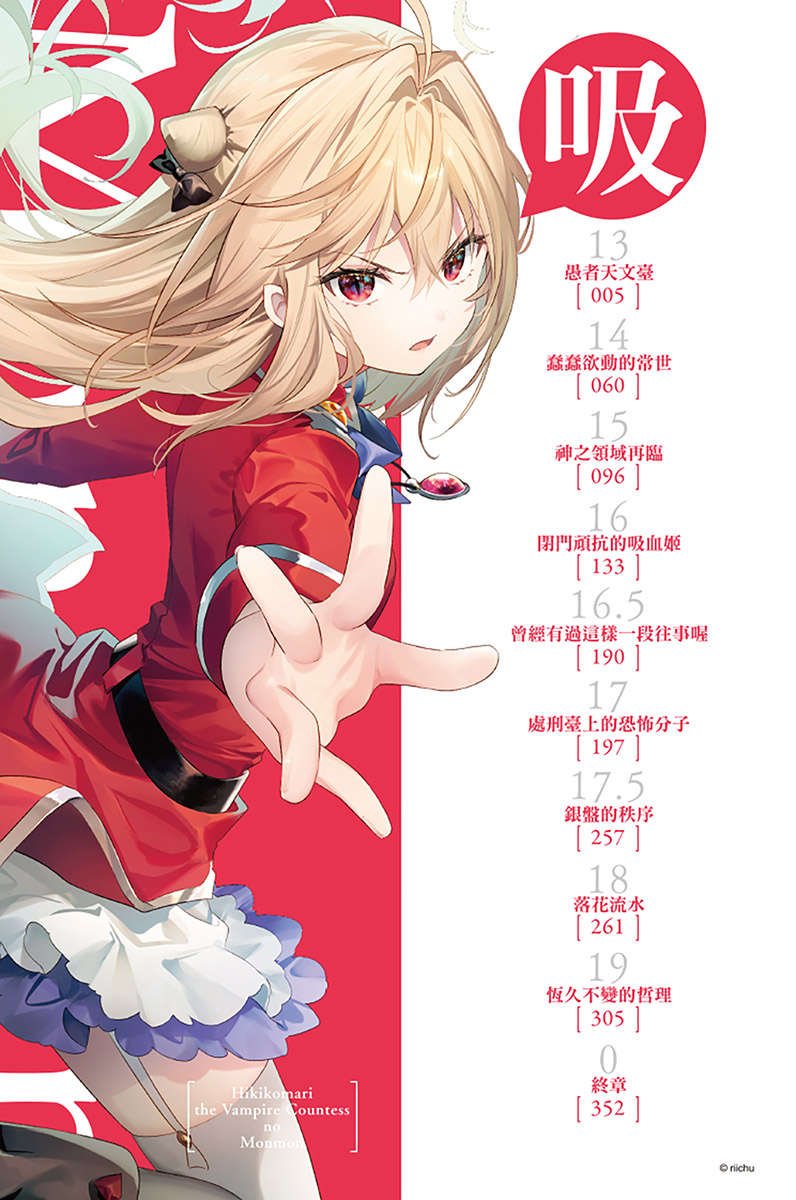 吸
13
愚者天文臺
[ 005 ]
14
蠢蠢欲動的常世
[ 060 ]
15
神之領域再臨
[ 096 ]
16
閉門頑抗的吸血姬
[ 133 ]
16.5
曾經有過這樣一段往事喔
[ 190 ]
17
處刑臺上的恐怖分子
[ 197 ]
17.5
銀盤的秩序
[ 257 ]
18
落花流水
[ 261 ]
19
恆久不變的哲理
[ 305 ]
0
終章
[ 352 ]
Hikikomari
the Vampire Countess
no
Monmon
© riichu